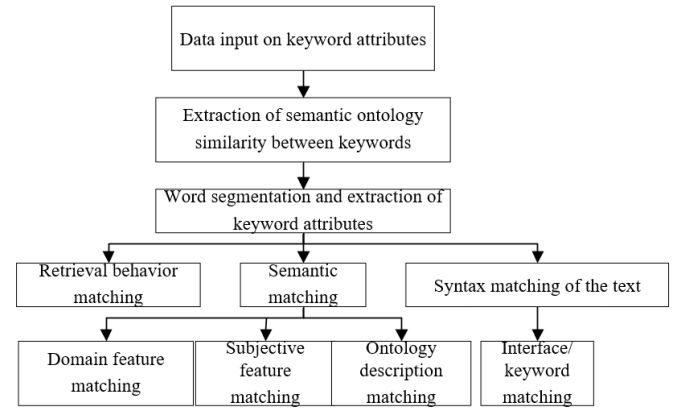 Data input on keyword attributes
Extraction of semantic ontology
similarity between keywords
Word segmentation and extraction of
keyword attributes
Retrieval behavior
matching
Semantic
matching
Syntax matching of the text
Domain feature
matching
Subjective
feature
matching
Ontology
description
matching
Interface/
keyword
matching